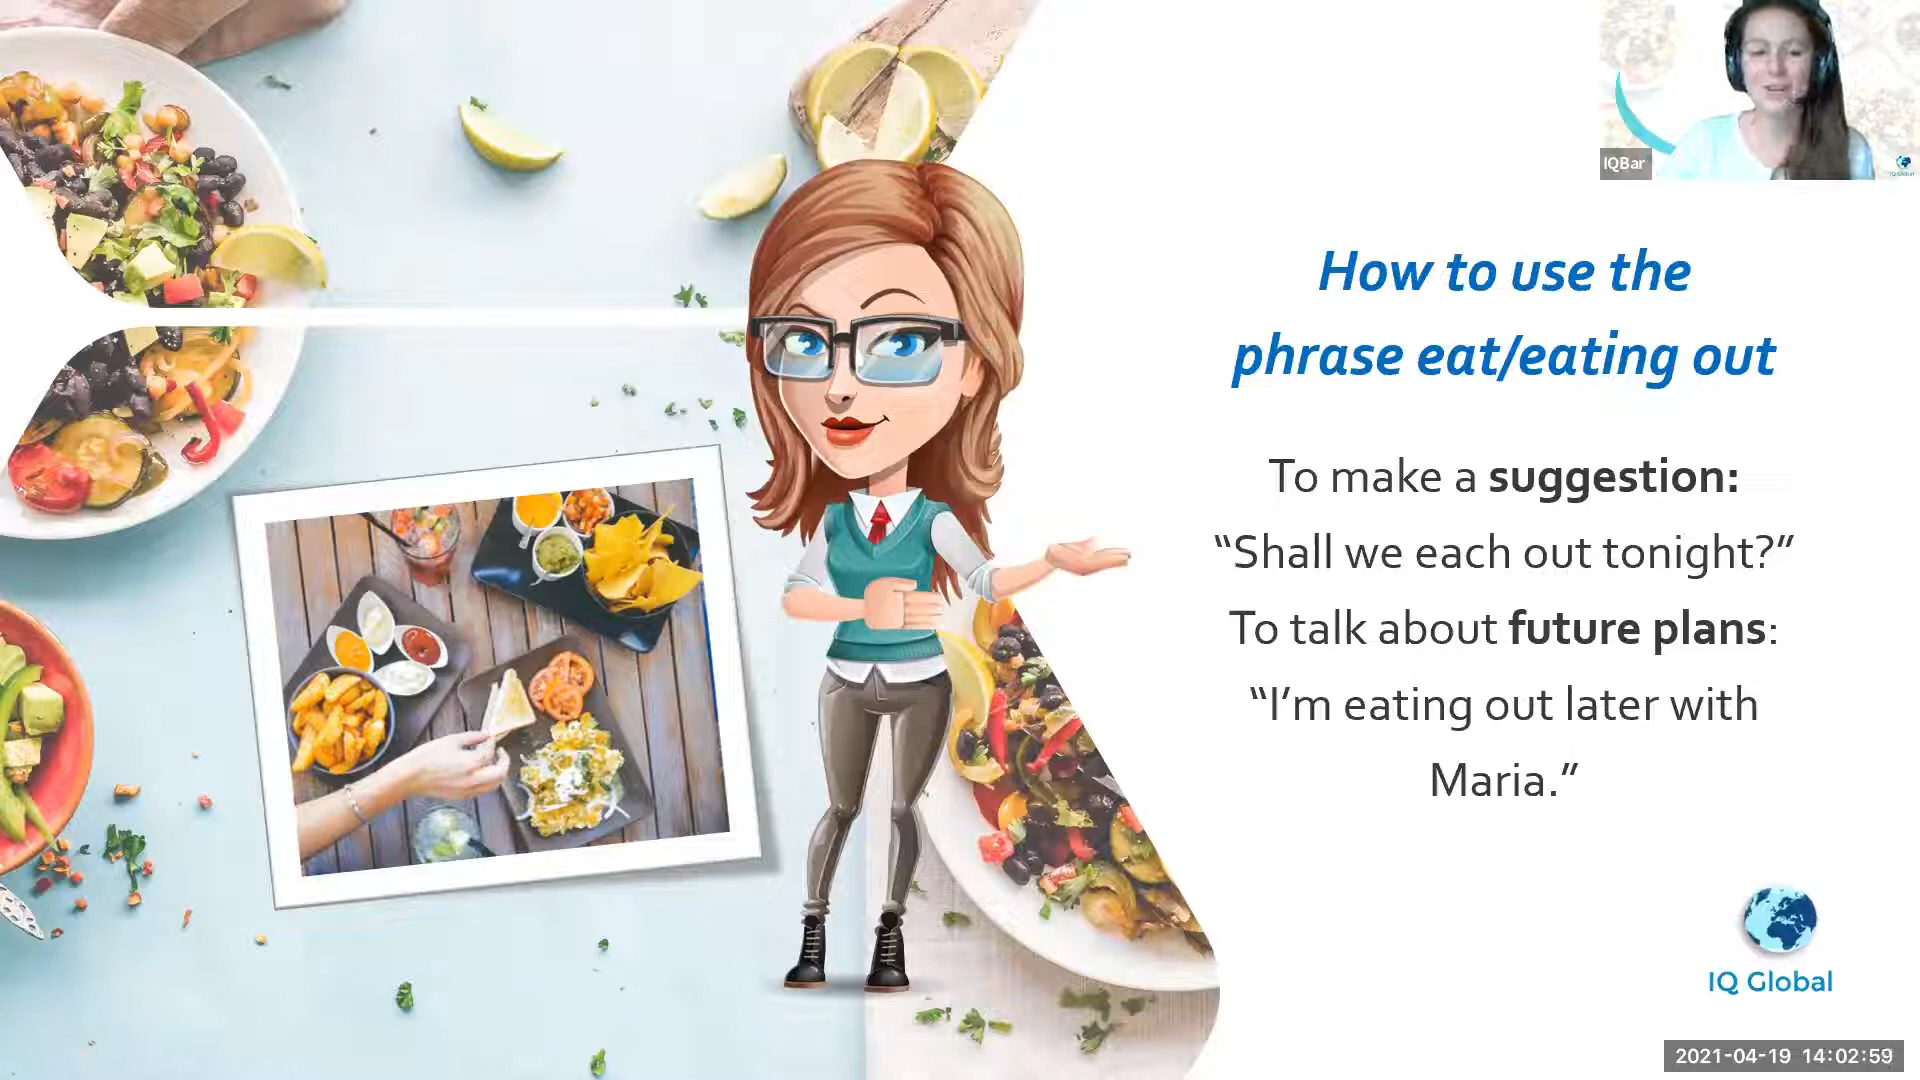 IQBar
How to use the
phrase eat/eating out
To make a suggestion:
“Shall we each out tonight?”
To talk about future plans:
“I’m eating out later with
Maria.”
IQ Global
2021-04-19 14:02:59